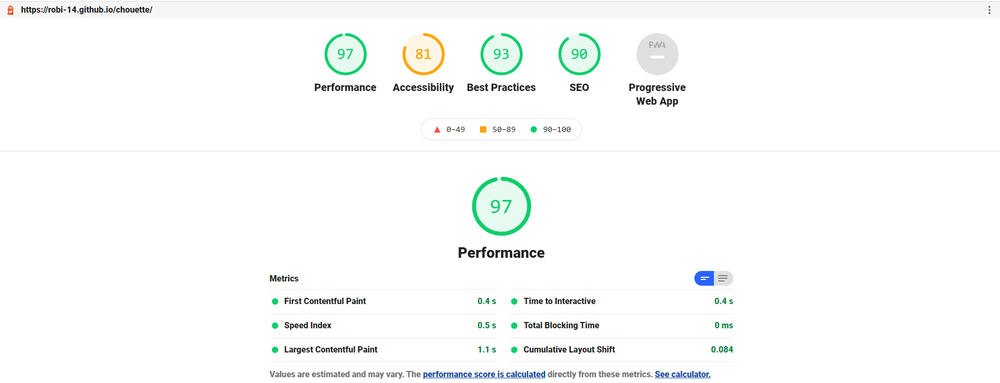 https://robi-14.github.io/chouette/
97
81
93
90
PWA
Performance
Accessibility
Best Practices
SEO
Progressive
Web App
0–49
50–89
90–100
97
Performance
Metrics
First Contentful Paint 0.4 s
Time to Interactive 0.4 s
Speed Index 0.5 s
Total Blocking Time 0 ms
Largest Contentful Paint 1.1 s
Cumulative Layout Shift 0.084
Values are estimated and may vary. The performance score is calculated directly from these metrics. See calculator.